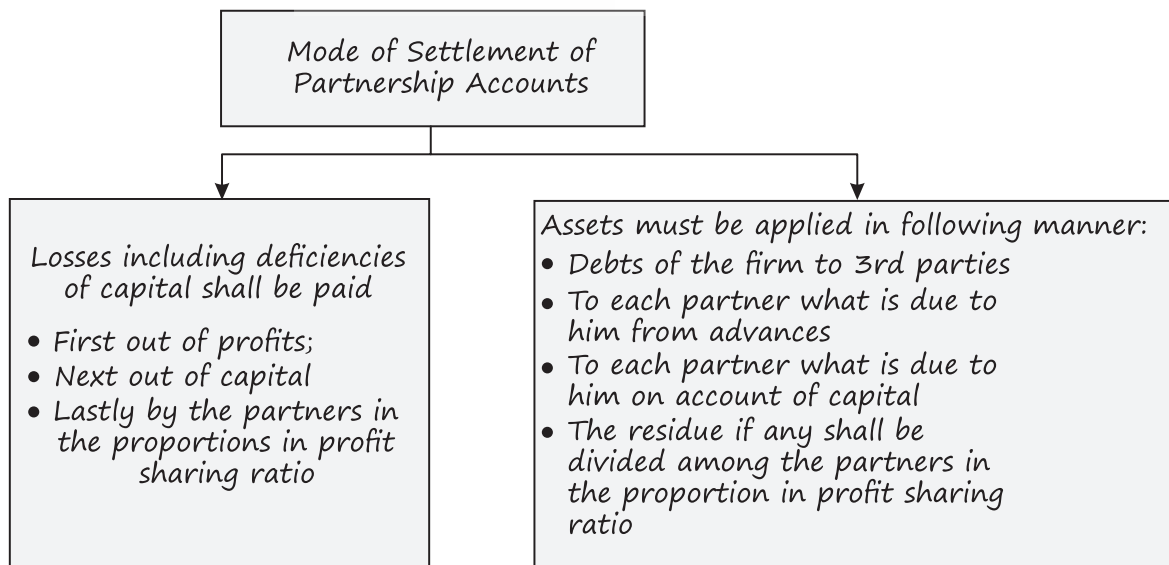 Mode of Settlement of
Partnership Accounts
Losses including deficiencies
of capital shall be paid
• First out of profits;
• Next out of capital
• Lastly by the partners in
the proportions in profit
sharing ratio
Assets must be applied in following manner:
• Debts of the firm to 3rd parties
• To each partner what is due to
him from advances
• To each partner what is due to
him on account of capital
• The residue if any shall be
divided among the partners in
the proportion in profit sharing
ratio